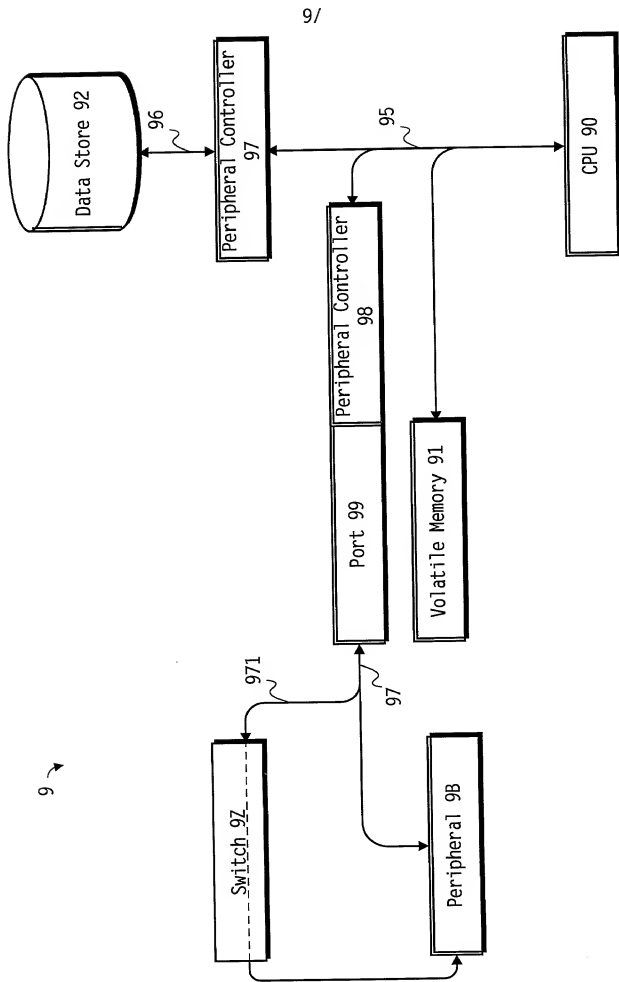 9/
Data Store 92
96
Peripheral Controller
97
95
CPU 90
Peripheral Controller
98
Port 99
Volatile Memory 91
971
97
9
Switch 9Z
Peripheral 9B